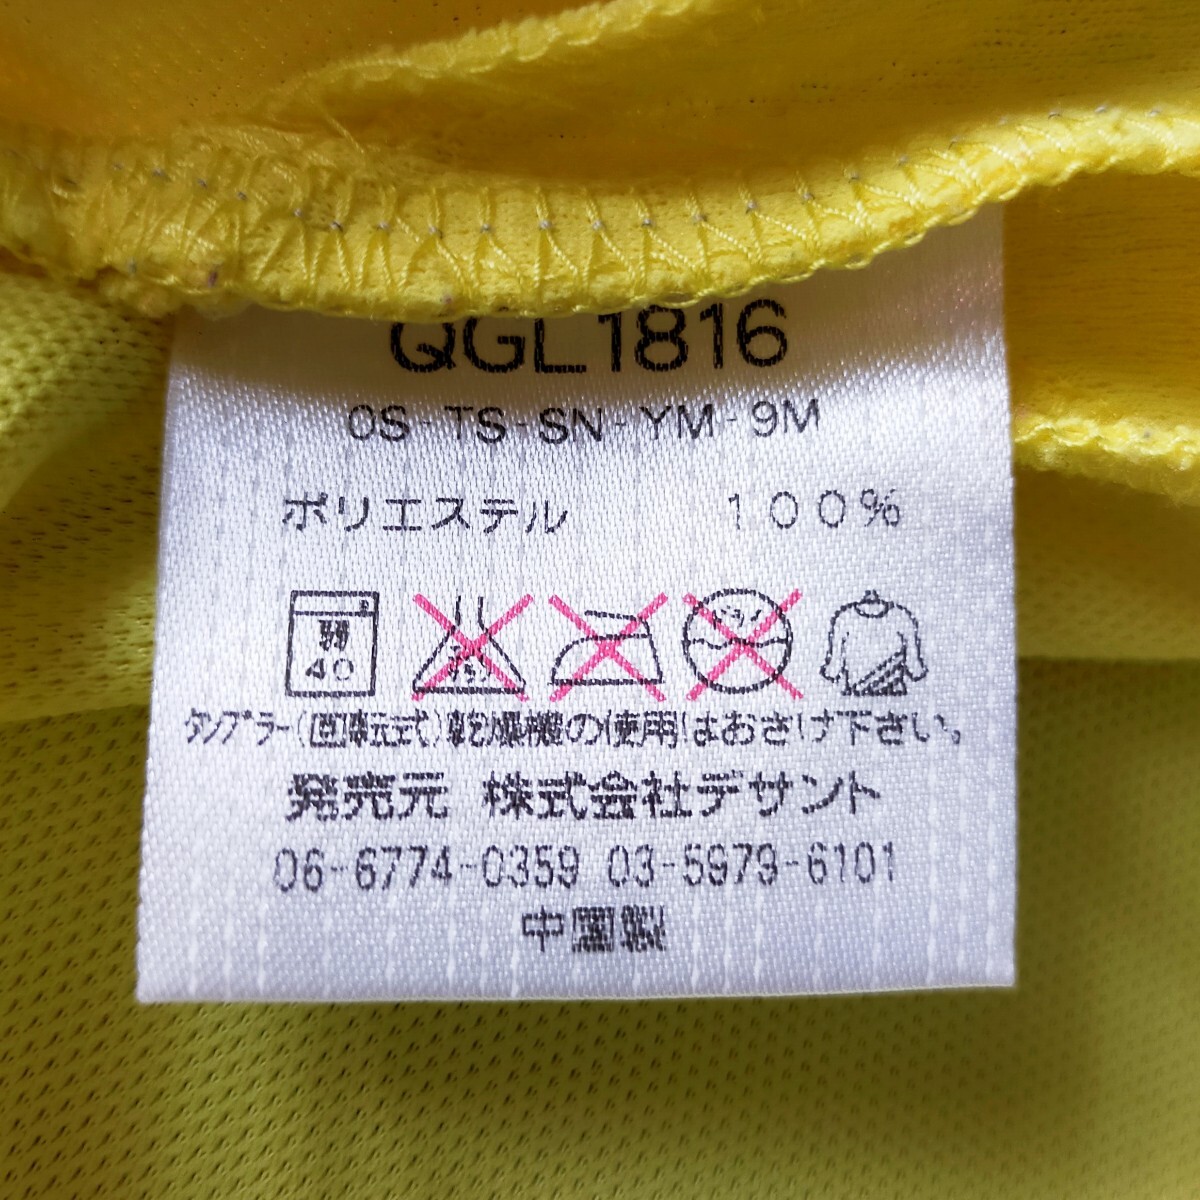 QGL1816
OS-TS-SN-YM-9M
ポリエステル 100%
弱 40
タンブラー(回転式)乾燥機の使用はおさけ下さい。
発売元 株式会社デサント
06-6774-0359 03-5979-6101
中国製